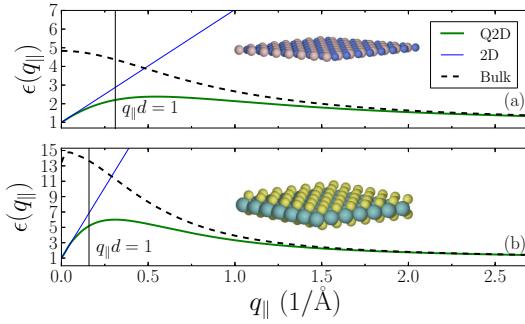 7
6
5
4
3
2
1
ϵ(q∥)
q∥d = 1
Q2D
2D
Bulk
(a)
15
13
11
9
7
5
3
1
ϵ(q∥)
q∥d = 1
(b)
0.0 0.5 1.0 1.5 2.0 2.5
q∥ (1/Å)